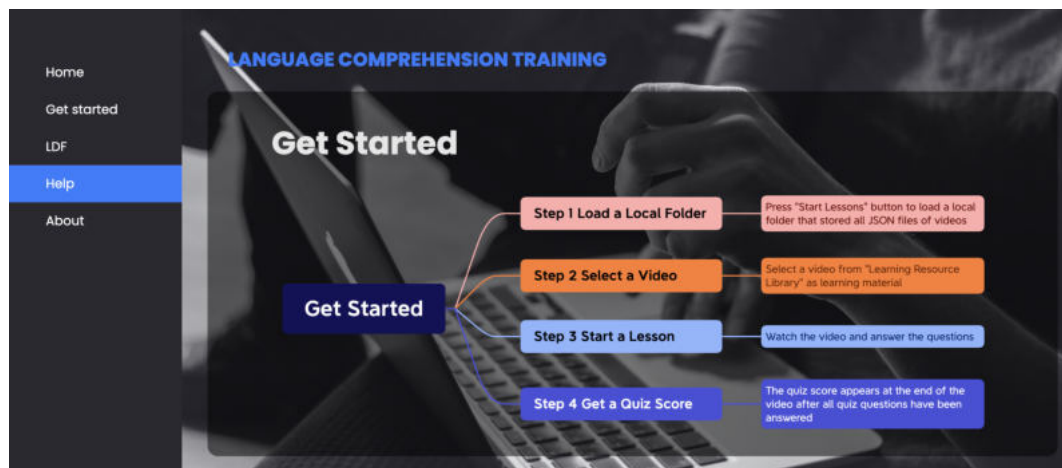 Home
Get started
LDF
Help
About
LANGUAGE COMPREHENSION TRAINING
Get Started
Get Started
Step 1 Load a Local Folder
Press "Start Lessons" button to load a local
folder that stored all JSON files of videos
Step 2 Select a Video
Select a video from "Learning Resource
Library" as learning material
Step 3 Start a Lesson
Watch the video and answer the questions
Step 4 Get a Quiz Score
The quiz score appears at the end of the
video after all quiz questions have been
answered